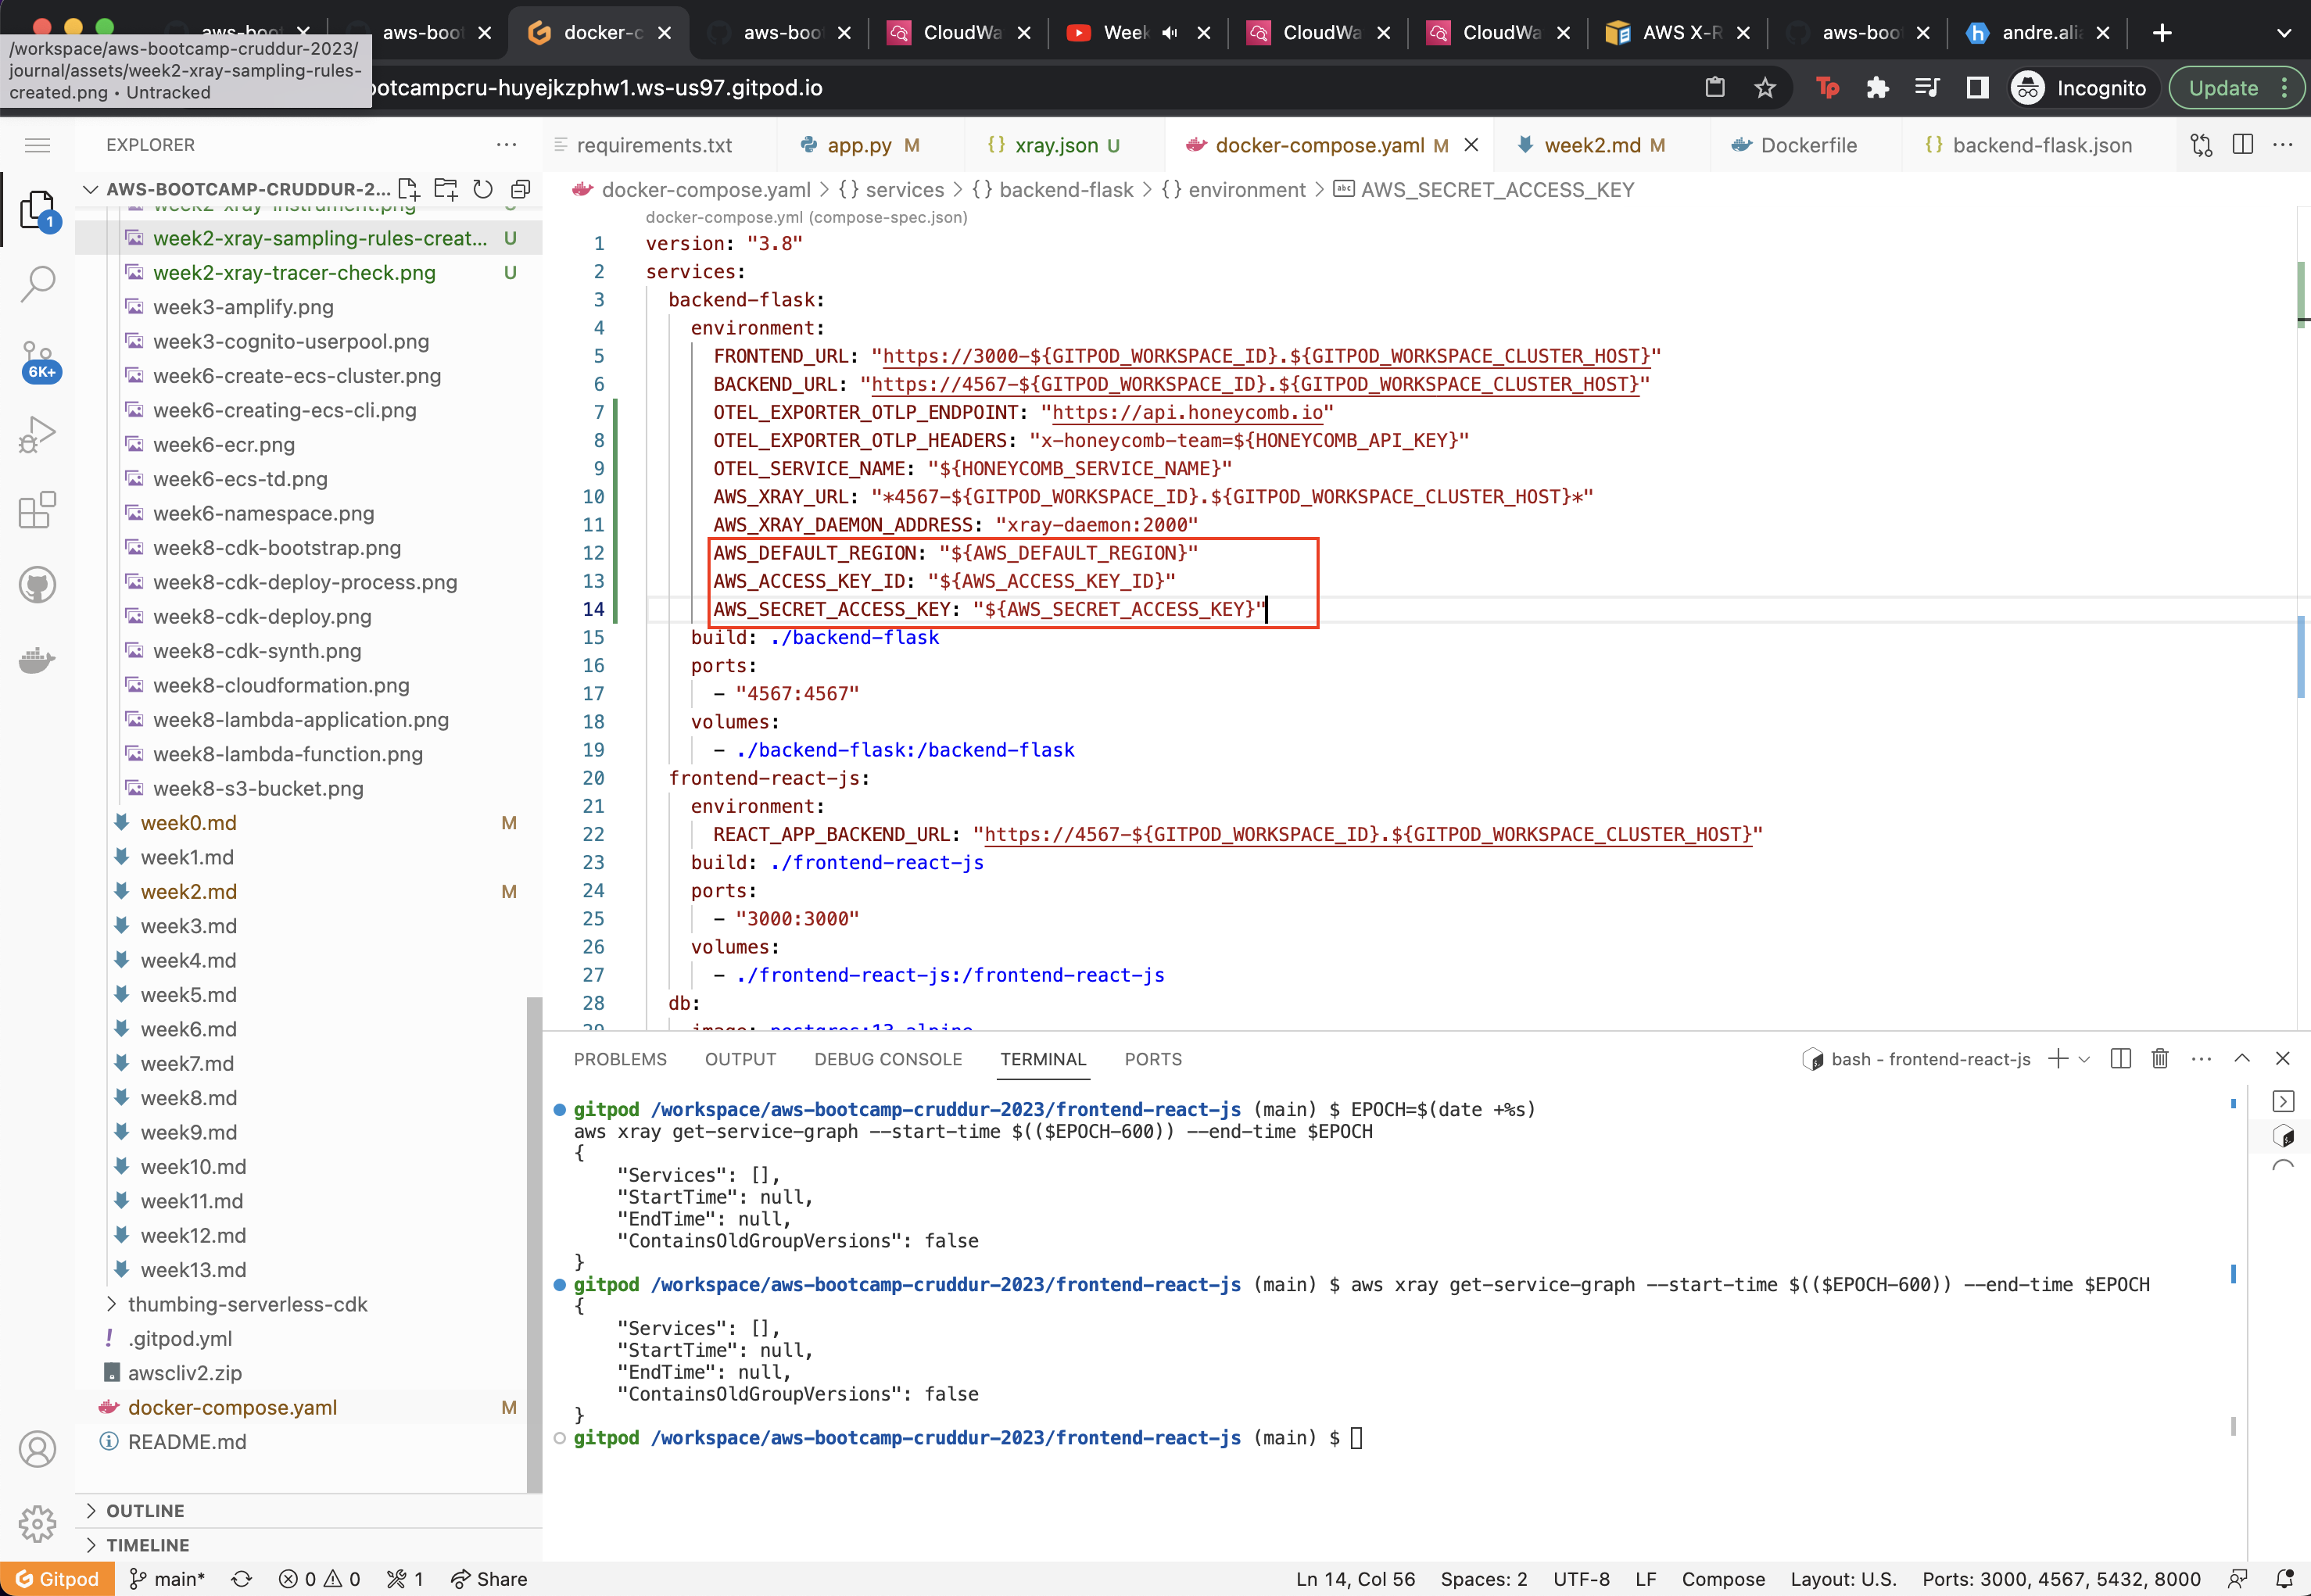 aws-boot
aws-boot
docker-c
aws-boot
CloudWa
Week
CloudWa
CloudWa
AWS X-R
aws-boot
andre.alia
/workspace/aws-bootcamp-cruddur-2023/
journal/assets/week2-xray-sampling-rules-
created.png • Untracked
ootcampcru-huyejkzphw1.ws-us97.gitpod.io
Tp
Incognito
Update
EXPLORER
requirements.txt
app.py M
xray.json U
docker-compose.yaml M
week2.md M
Dockerfile
backend-flask.json
AWS-BOOTCAMP-CRUDDUR-2...
docker-compose.yaml > {} services > {} backend-flask > {} environment > abc AWS_SECRET_ACCESS_KEY
1
6K+
week2-xray-instrument.png U
week2-xray-sampling-rules-creat... U
week2-xray-tracer-check.png U
week3-amplify.png
week3-cognito-userpool.png
week6-create-ecs-cluster.png
week6-creating-ecs-cli.png
week6-ecr.png
week6-ecs-td.png
week6-namespace.png
week8-cdk-bootstrap.png
week8-cdk-deploy-process.png
week8-cdk-deploy.png
week8-cdk-synth.png
week8-cloudformation.png
week8-lambda-application.png
week8-lambda-function.png
week8-s3-bucket.png
week0.md M
week1.md
week2.md M
week3.md
week4.md
week5.md
week6.md
week7.md
week8.md
week9.md
week10.md
week11.md
week12.md
week13.md
thumbing-serverless-cdk
.gitpod.yml
awscliv2.zip
docker-compose.yaml M
README.md
OUTLINE
TIMELINE
docker-compose.yml (compose-spec.json)
1 version: "3.8"
2 services:
3 backend-flask:
4 environment:
5 FRONTEND_URL: "https://3000-${GITPOD_WORKSPACE_ID}.${GITPOD_WORKSPACE_CLUSTER_HOST}"
6 BACKEND_URL: "https://4567-${GITPOD_WORKSPACE_ID}.${GITPOD_WORKSPACE_CLUSTER_HOST}"
7 OTEL_EXPORTER_OTLP_ENDPOINT: "https://api.honeycomb.io"
8 OTEL_EXPORTER_OTLP_HEADERS: "x-honeycomb-team=${HONEYCOMB_API_KEY}"
9 OTEL_SERVICE_NAME: "${HONEYCOMB_SERVICE_NAME}"
10 AWS_XRAY_URL: "*4567-${GITPOD_WORKSPACE_ID}.${GITPOD_WORKSPACE_CLUSTER_HOST}*"
11 AWS_XRAY_DAEMON_ADDRESS: "xray-daemon:2000"
12 AWS_DEFAULT_REGION: "${AWS_DEFAULT_REGION}"
13 AWS_ACCESS_KEY_ID: "${AWS_ACCESS_KEY_ID}"
14 AWS_SECRET_ACCESS_KEY: "${AWS_SECRET_ACCESS_KEY}"
15 build: ./backend-flask
16 ports:
17 - "4567:4567"
18 volumes:
19 - ./backend-flask:/backend-flask
20 frontend-react-js:
21 environment:
22 REACT_APP_BACKEND_URL: "https://4567-${GITPOD_WORKSPACE_ID}.${GITPOD_WORKSPACE_CLUSTER_HOST}"
23 build: ./frontend-react-js
24 ports:
25 - "3000:3000"
26 volumes:
27 - ./frontend-react-js:/frontend-react-js
28 db:
29 image: postgres:13-alpine
PROBLEMS OUTPUT DEBUG CONSOLE TERMINAL PORTS
bash - frontend-react-js
gitpod /workspace/aws-bootcamp-cruddur-2023/frontend-react-js (main) $ EPOCH=$(date +%s)
aws xray get-service-graph --start-time $(($EPOCH-600)) --end-time $EPOCH
{
"Services": [],
"StartTime": null,
"EndTime": null,
"ContainsOldGroupVersions": false
}
gitpod /workspace/aws-bootcamp-cruddur-2023/frontend-react-js (main) $ aws xray get-service-graph --start-time $(($EPOCH-600)) --end-time $EPOCH
{
"Services": [],
"StartTime": null,
"EndTime": null,
"ContainsOldGroupVersions": false
}
gitpod /workspace/aws-bootcamp-cruddur-2023/frontend-react-js (main) $
Gitpod main* 0 0 1 Share
Ln 14, Col 56 Spaces: 2 UTF-8 LF Compose Layout: U.S. Ports: 3000, 4567, 5432, 8000